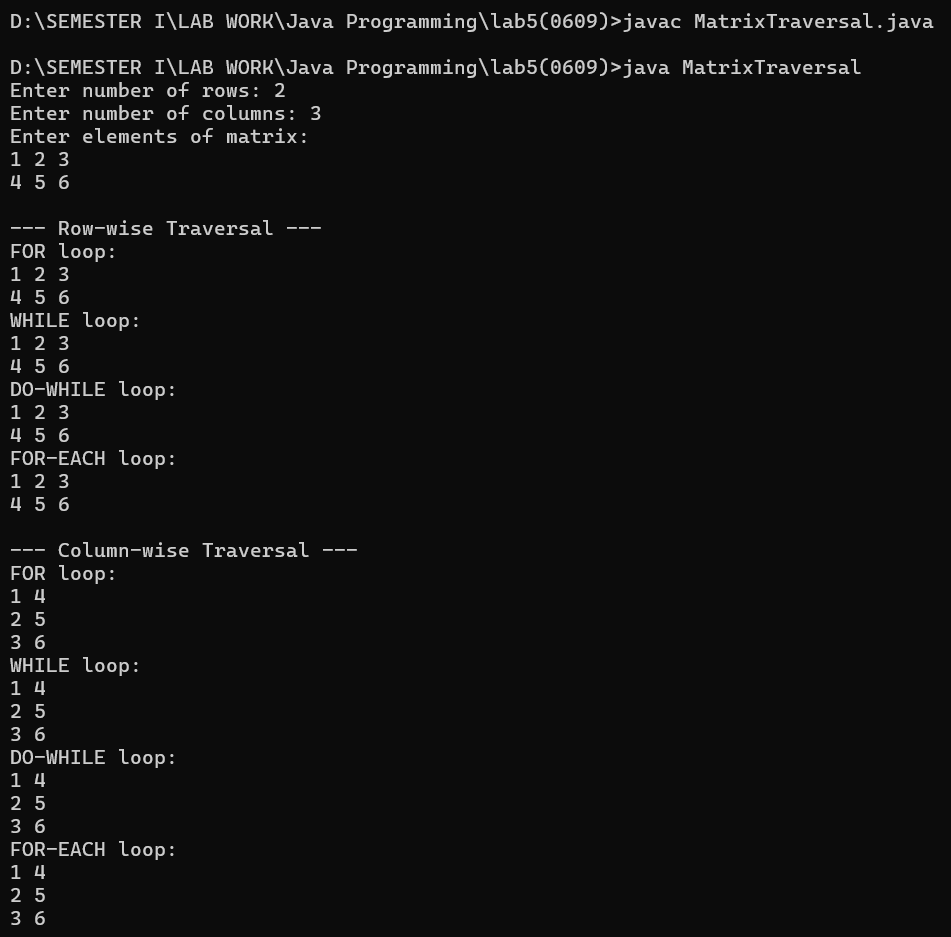 D:\SEMESTER I\LAB WORK\Java Programming\lab5(0609)>javac MatrixTraversal.java
D:\SEMESTER I\LAB WORK\Java Programming\lab5(0609)>java MatrixTraversal
Enter number of rows: 2
Enter number of columns: 3
Enter elements of matrix:
1 2 3
4 5 6
--- Row-wise Traversal ---
FOR loop:
1 2 3
4 5 6
WHILE loop:
1 2 3
4 5 6
DO-WHILE loop:
1 2 3
4 5 6
FOR-EACH loop:
1 2 3
4 5 6
--- Column-wise Traversal ---
FOR loop:
1 4
2 5
3 6
WHILE loop:
1 4
2 5
3 6
DO-WHILE loop:
1 4
2 5
3 6
FOR-EACH loop:
1 4
2 5
3 6